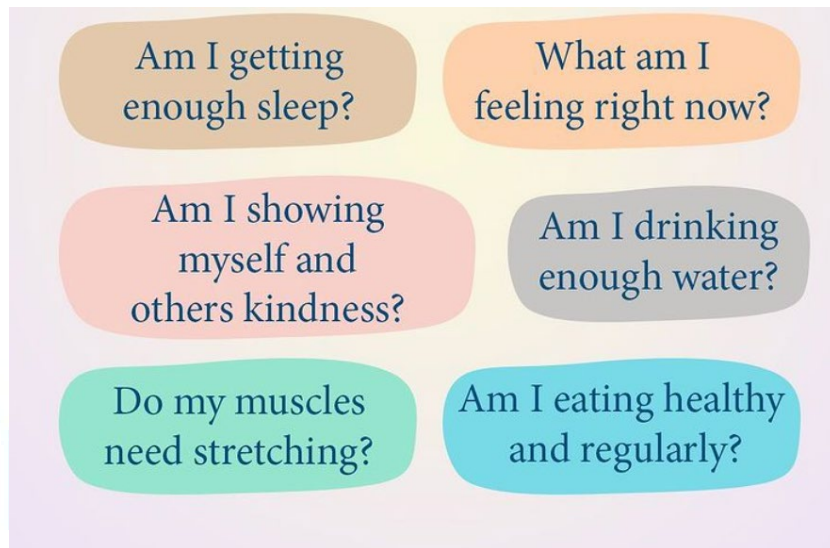 Am I getting
enough sleep?
What am I
feeling right now?
Am I showing
myself and
others kindness?
Am I drinking
enough water?
Do my muscles
need stretching?
Am I eating healthy
and regularly?